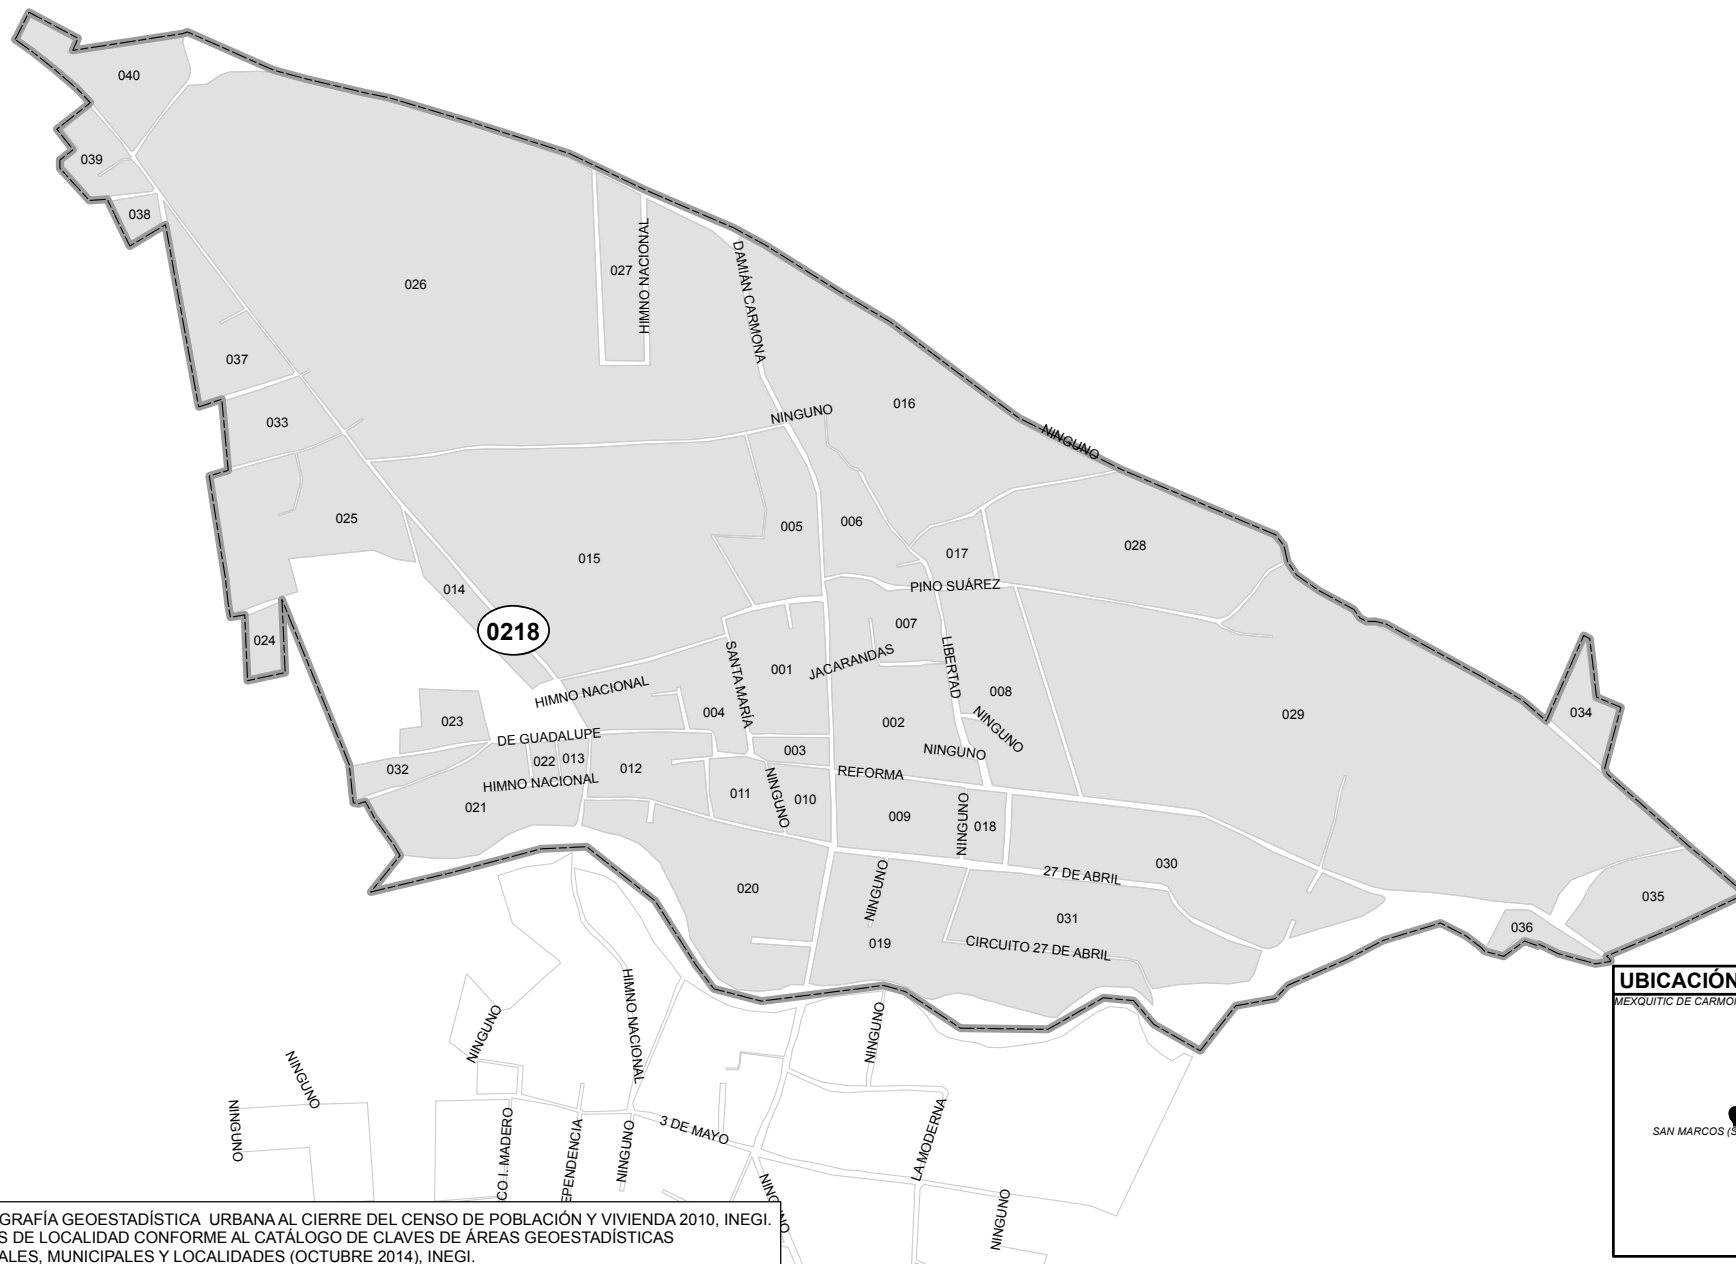 040
039
038
026
027
HIMNO NACIONAL
DAMIÁN CARMONA
037
033
NINGUNO
016
NINGUNO
025
015
005
006
017
028
014
PINO SUÁREZ
0218
024
007
001
JACARANDAS
LIBERTAD
SANTA MARÍA
HIMNO NACIONAL
008
004
002
NINGUNO
029
034
023
DE GUADALUPE
003
NINGUNO
032
022
013
012
REFORMA
HIMNO NACIONAL
021
011
NINGUNO
010
009
NINGUNO
018
030
27 DE ABRIL
020
NINGUNO
031
035
036
019
CIRCUITO 27 DE ABRIL
HIMNO NACIONAL
NINGUNO
NINGUNO
NINGUNO
NINGUNO
CO I. MADERO
EPENDENCIA
NINGUNO
3 DE MAYO
LA MODERNA
NINGUNO
UBICACIÓN
MEXQUITIC DE CARMO
SAN MARCOS (S
GRAFÍA GEOESTADÍSTICA URBANA AL CIERRE DEL CENSO DE POBLACIÓN Y VIVIENDA 2010, INEGI.
S DE LOCALIDAD CONFORME AL CATÁLOGO DE CLAVES DE ÁREAS GEOESTADÍSTICAS
ALES, MUNICIPALES Y LOCALIDADES (OCTUBRE 2014), INEGI.